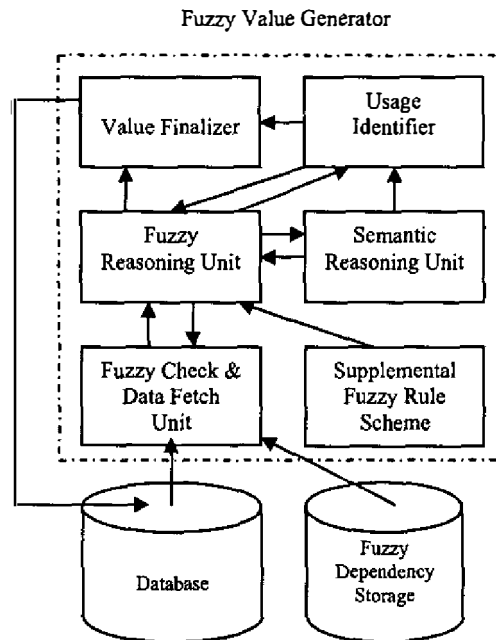 Fuzzy Value Generator
Value Finalizer
Usage
Identifier
Fuzzy
Reasoning Unit
Semantic
Reasoning Unit
Fuzzy Check &
Data Fetch
Unit
Supplemental
Fuzzy Rule
Scheme
Database
Fuzzy
Dependency
Storage